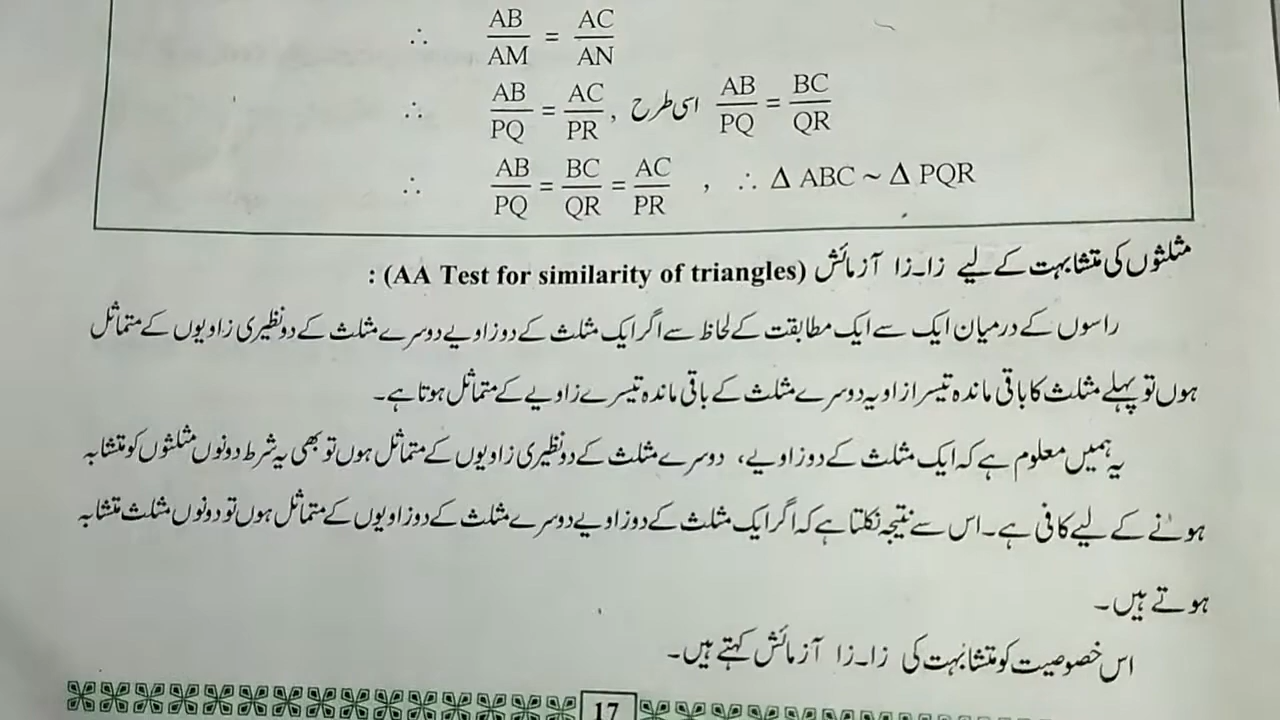 ∴ AB/AM = AC/AN
∴ AB/PQ = AC/PR , اسی طرح AB/PQ = BC/QR
∴ AB/PQ = BC/QR = AC/PR , ∴ Δ ABC ~ Δ PQR
مثلثوں کی متشابہت کے لیے زا۔زا آزمائش (AA Test for similarity of triangles) :
راسوں کے درمیان ایک سے ایک مطابقت کے لحاظ سے اگر ایک مثلث کے دو زاویے دوسرے مثلث کے دو نظیری زاویوں کے متماثل
ہوں تو پہلے مثلث کا باقی ماندہ تیسرا زاویہ دوسرے مثلث کے باقی ماندہ تیسرے زاویے کے متماثل ہوتا ہے۔
یہ ہمیں معلوم ہے کہ ایک مثلث کے دو زاویے، دوسرے مثلث کے دو نظیری زاویوں کے متماثل ہوں تو بھی یہ شرط دونوں مثلثوں کو متشابہ
ہونے کے لیے کافی ہے۔ اس سے نتیجہ نکلتا ہے کہ اگر ایک مثلث کے دو زاویے دوسرے مثلث کے دو زاویوں کے متماثل ہوں تو دونوں مثلث متشابہ
ہوتے ہیں۔
اس خصوصیت کو متشابہت کی زا۔زا آزمائش کہتے ہیں۔
17